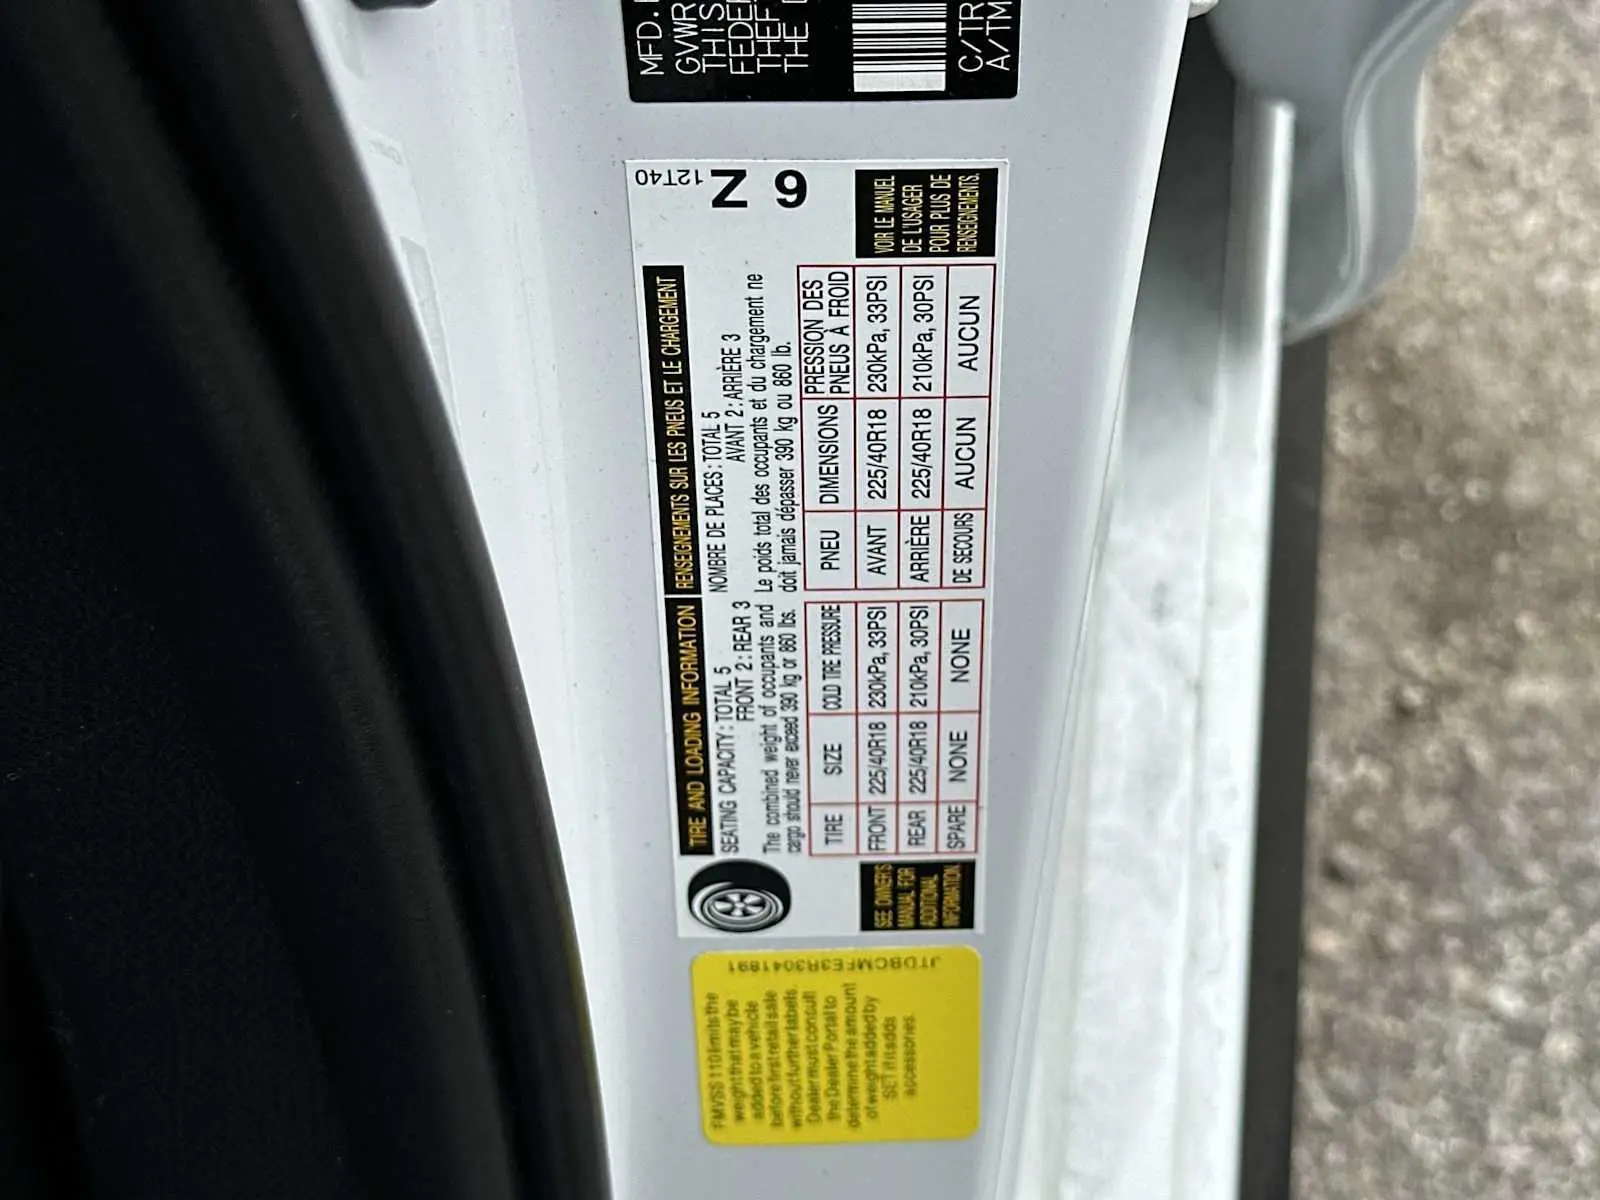 MFD.
GVWR
THIS
FEDER
THEF
THE
C/TR
A/TM
12T40
Z 6
TIRE AND LOADING INFORMATION
SEATING CAPACITY: TOTAL 5
FRONT 2: REAR 3
The combined weight of occupants and
cargo should never exceed 390 kg or 860 lbs.
TIRE SIZE COLD TIRE PRESSURE
FRONT 225/40R18 230kPa, 33PSI
REAR 225/40R18 210kPa, 30PSI
SPARE NONE NONE
SEE OWNER'S
MANUAL FOR
ADDITIONAL
INFORMATION.
RENSEIGNEMENTS SUR LES PNEUS ET LE CHARGEMENT
NOMBRE DE PLACES: TOTAL 5
AVANT 2: ARRIÈRE 3
Le poids total des occupants et du chargement ne
doit jamais dépasser 390 kg ou 860 lb.
PNEU DIMENSIONS PRESSION DES
PNEUS À FROID
AVANT 225/40R18 230kPa, 33PSI
ARRIÈRE 225/40R18 210kPa, 30PSI
DE SECOURS AUCUN AUCUN
VOIR LE MANUEL
DE L'USAGER
POUR PLUS DE
RENSEIGNEMENTS.
FMVSS 110 limits the
weight that may be
added to a vehicle
before first retail sale
without further labels.
Dealer must consult
the Dealer Portal to
determine the amount
of weight added by
SET if it adds
accessories.